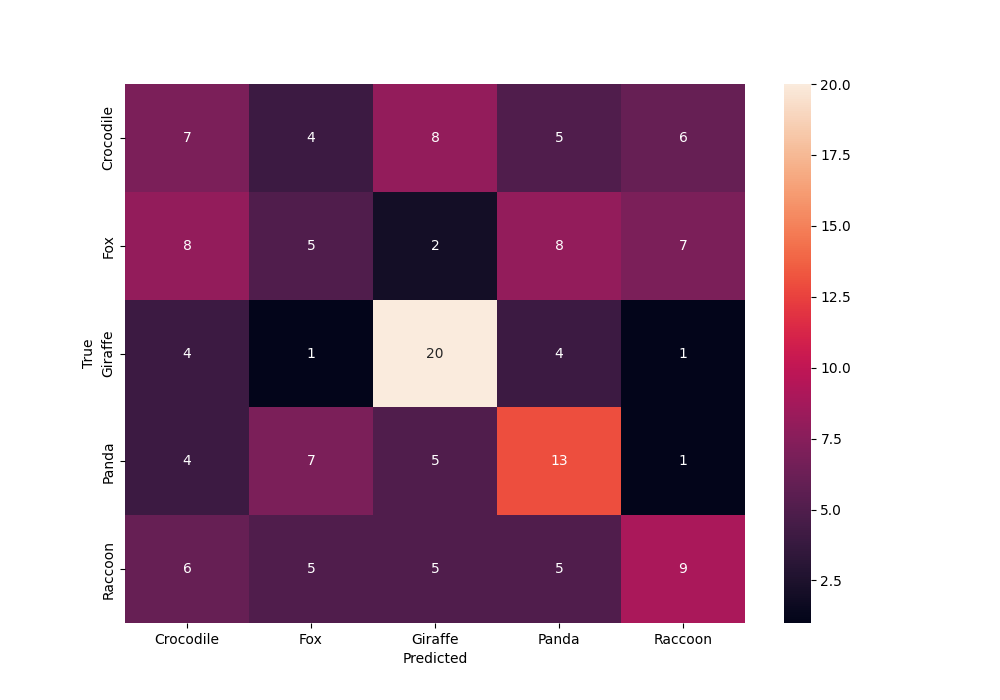 Crocodile 7 4 8 5 6
Fox 8 5 2 8 7
Giraffe 4 1 20 4 1
Panda 4 7 5 13 1
Raccoon 6 5 5 5 9
True
Crocodile Fox Giraffe Panda Raccoon
Predicted
20.0
17.5
15.0
12.5
10.0
7.5
5.0
2.5